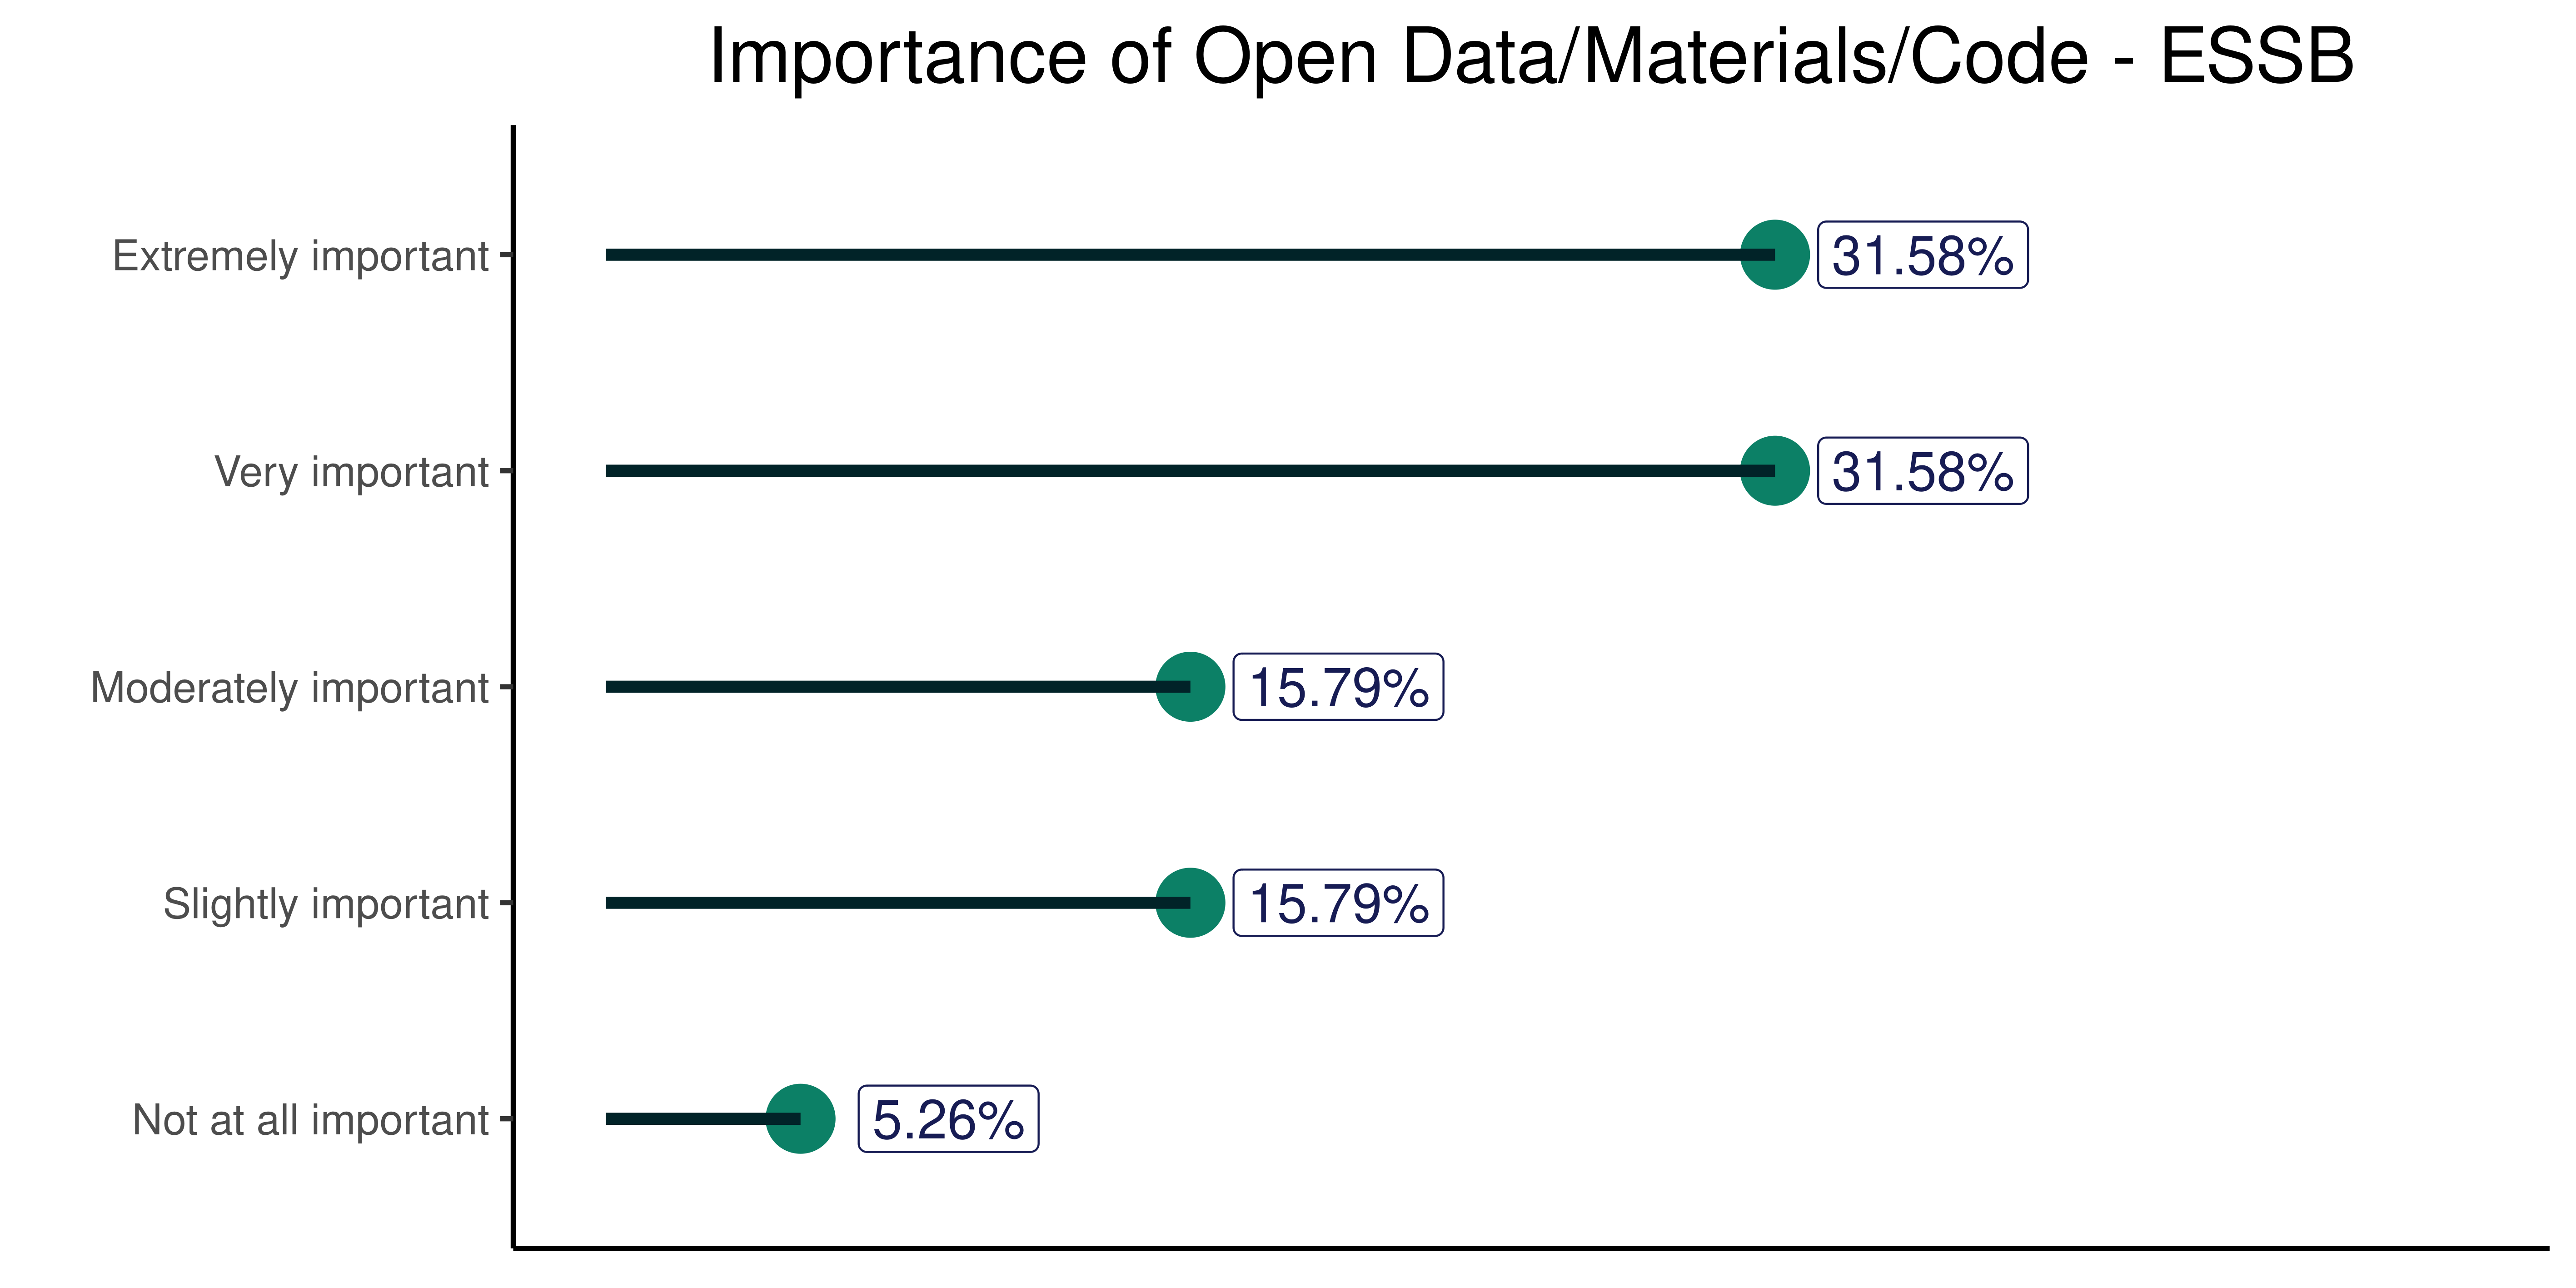 Importance of Open Data/Materials/Code - ESSB
Extremely important 31.58%
Very important 31.58%
Moderately important 15.79%
Slightly important 15.79%
Not at all important 5.26%